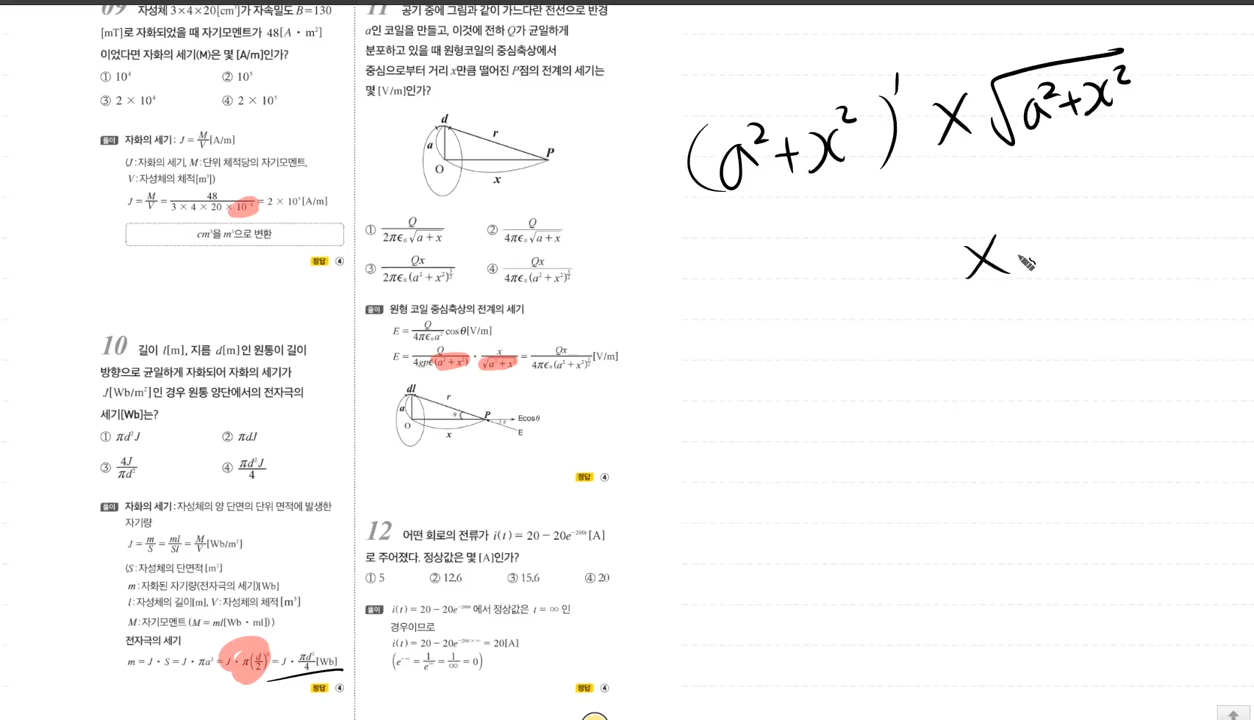 09 자성체 3×4×20[cm³]가 자속밀도 B=130
[mT]로 자화되었을 때 자기모멘트가 48[A・m²]
이었다면 자화의 세기(M)은 몇 [A/m]인가?
① 10⁴ ② 10⁵
③ 2 × 10⁴ ④ 2 × 10⁵
풀이 자화의 세기 : J = M/V [A/m]
(J : 자화의 세기, M : 단위 체적당의 자기모멘트,
V : 자성체의 체적[m³])
J = M/V = 48/(3 × 4 × 20 × 10⁻⁶) = 2 × 10⁵ [A/m]
cm³을 m³으로 변환
정답 ④
10 길이 l[m], 지름 d[m]인 원통이 길이
방향으로 균일하게 자화되어 자화의 세기가
J[Wb/m²]인 경우 원통 양단에서의 전자극의
세기[Wb]는?
① πd²J ② πdJ
③ 4J/πd² ④ πd²J/4
풀이 자화의 세기 : 자성체의 양 단면의 단위 면적에 발생한
자기량
J = m/S = ml/Sl = M/V [Wb/m²]
(S : 자성체의 단면적[m²]
m : 자화된 자기량(전자극의 세기)[Wb]
l : 자성체의 길이[m], V : 자성체의 체적[m³]
M : 자기모멘트 (M = ml[Wb・m]))
전자극의 세기
m = J・S = J・πa² = J・π(d/2)² = J・πd²/4 [Wb]
정답 ④
11 공기 중에 그림과 같이 가느다란 전선으로 반경
a인 코일을 만들고, 이것에 전하 Q가 균일하게
분포하고 있을 때 원형코일의 중심축상에서
중심으로부터 거리 x만큼 떨어진 P점의 전계의 세기는
몇 [V/m]인가?
d
r
a
P
O
x
① Q/(2πϵ₀√(a+x)) ② Q/(4πϵ₀√(a+x))
③ Qx/(2πϵ₀(a²+x²)^(3/2)) ④ Qx/(4πϵ₀(a²+x²)^(3/2))
풀이 원형 코일 중심축상의 전계의 세기
E = Q/(4πϵ₀a²) cosθ[V/m]
E = Q/(4gpϵ(a²+x²))・x/√(a²+x²) = Qx/(4πϵ₀(a²+x²)^(3/2)) [V/m]
dl
r
a
θ
P
Ecosθ
O
x
E
정답 ④
12 어떤 회로의 전류가 i(t) = 20 − 20e⁻²⁰⁰ᵗ[A]
로 주어졌다. 정상값은 몇 [A]인가?
① 5 ② 12.6 ③ 15.6 ④ 20
풀이 i(t) = 20 − 20e⁻²⁰⁰ᵗ 에서 정상값은 t = ∞ 인
경우이므로
i(t) = 20 − 20e^(−200×∞) = 20[A]
(e^(−∞) = 1/e^∞ = 1/∞ = 0)
정답 ④
(a²+x²)¹ × √(a²+x²)
x